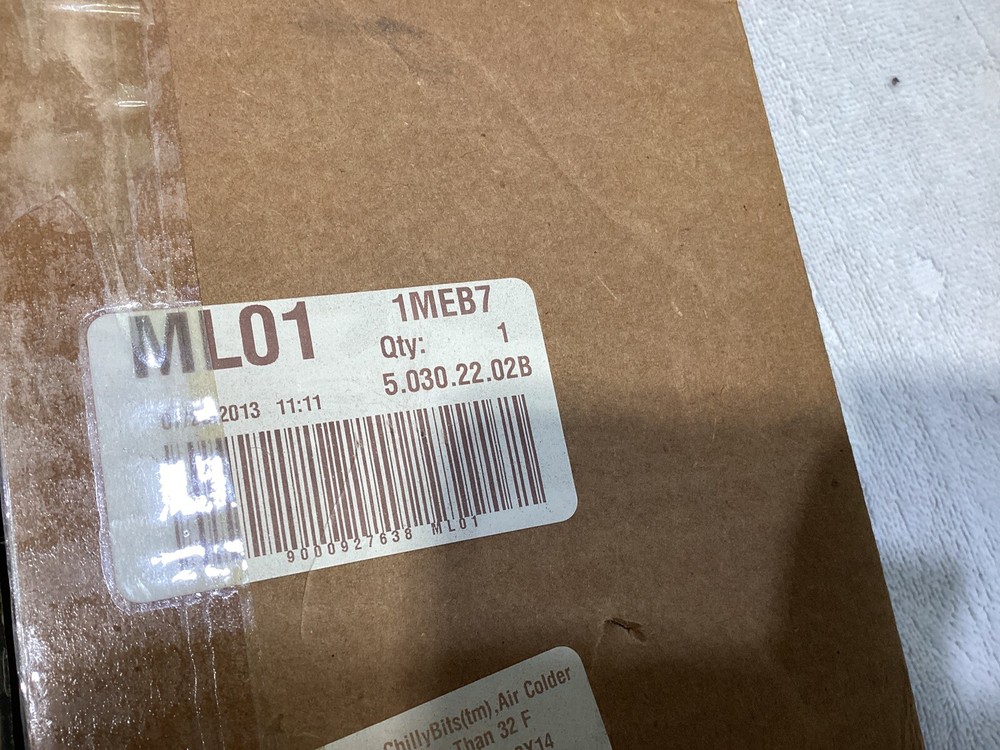 ML01
1MEB7
Qty: 1
5.030.22.02B
2013 11:11
9000927638 ML01
ChillyBits(tm),Air Colder
Than 32 F
X14